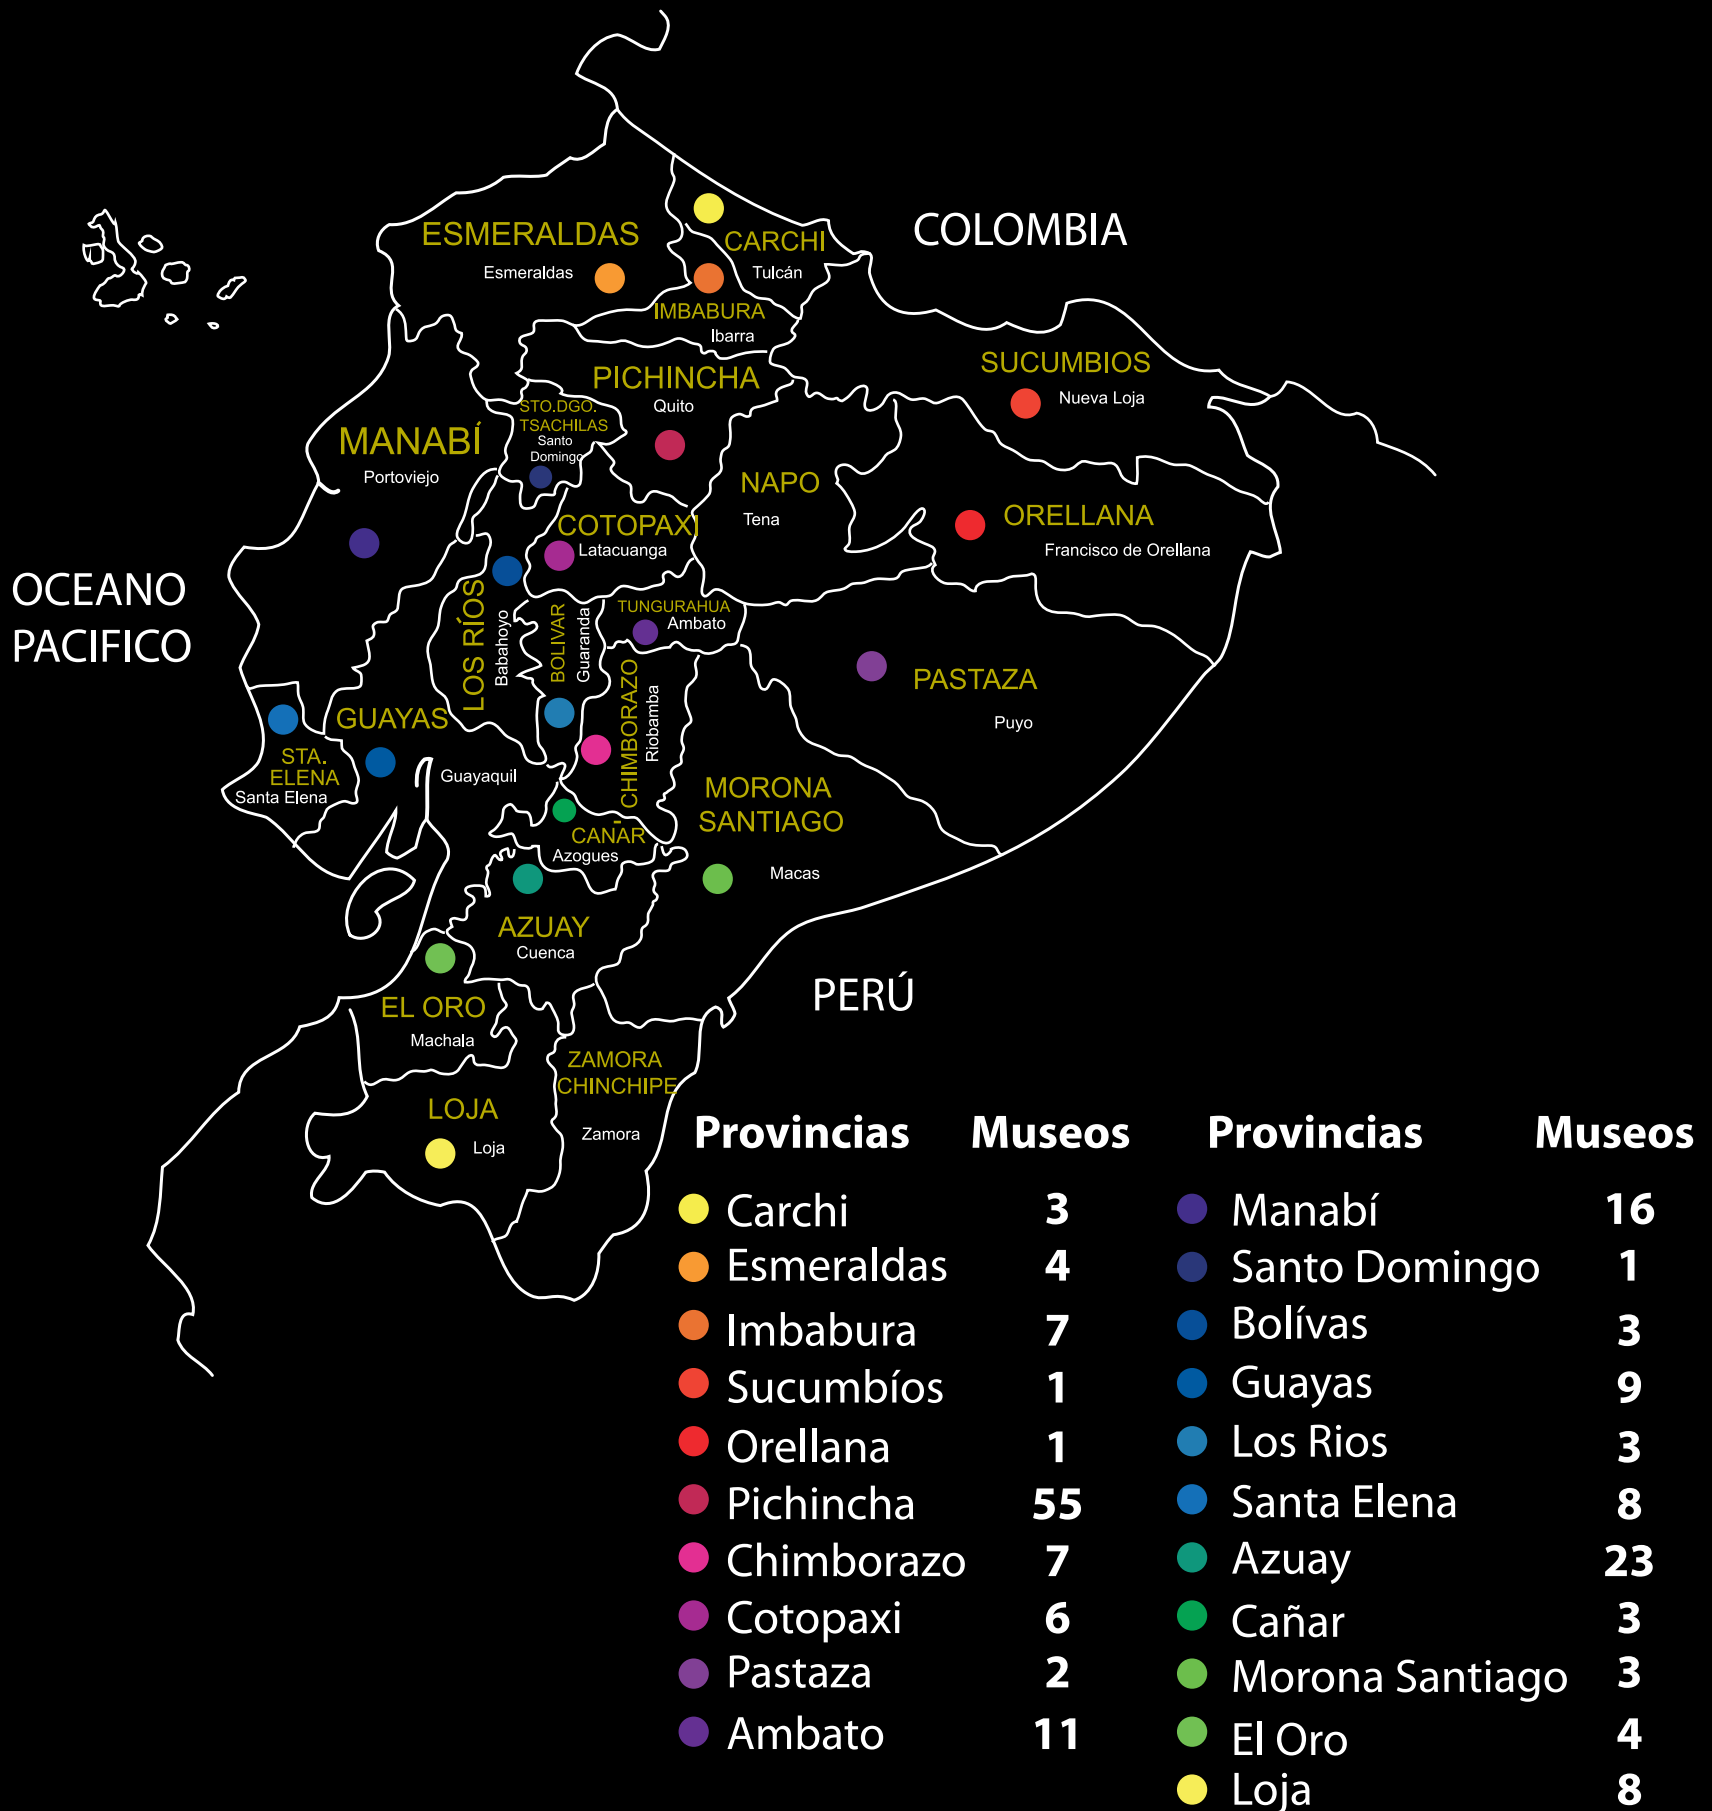 ESMERALDAS
Esmeraldas
CARCHI
Tulcán
COLOMBIA
IMBABURA
Ibarra
PICHINCHA
Quito
SUCUMBIOS
Nueva Loja
STO.DGO.
TSACHILAS
Santo
Domingo
MANABÍ
Portoviejo
NAPO
Tena
COTOPAXI
Latacuanga
ORELLANA
Francisco de Orellana
OCEANO
PACIFICO
LOS RÍOS
Babahoyo
BOLIVAR
Guaranda
TUNGURAHUA
Ambato
CHIMBORAZO
Riobamba
PASTAZA
Puyo
GUAYAS
Guayaquil
STA.
ELENA
Santa Elena
MORONA
SANTIAGO
Macas
CAÑAR
Azogues
AZUAY
Cuenca
PERÚ
EL ORO
Machala
ZAMORA
CHINCHIPE
Zamora
LOJA
Loja
Provincias Museos Provincias Museos
Carchi 3 Manabí 16
Esmeraldas 4 Santo Domingo 1
Imbabura 7 Bolívas 3
Sucumbíos 1 Guayas 9
Orellana 1 Los Rios 3
Pichincha 55 Santa Elena 8
Chimborazo 7 Azuay 23
Cotopaxi 6 Cañar 3
Pastaza 2 Morona Santiago 3
Ambato 11 El Oro 4
Loja 8